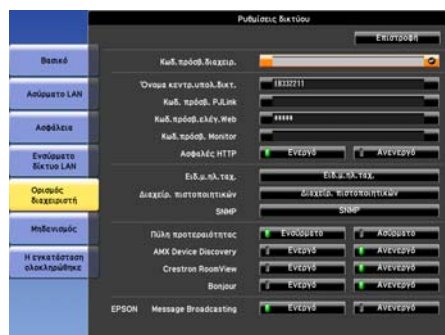 Ρυθμίσεις δικτύου
Επιστροφή
Βασικό
Ασύρματο LAN
Ασφάλεια
Ενσύρματο δίκτυο LAN
Ορισμός διαχειριστή
Μηδενισμός
Η εγκατάσταση ολοκληρώθηκε
Κωδ.πρόσβ.διαχειρ.
Όνομα κεντρ.υπολ.δικτ. EB332211
Κωδ. πρόσβ. PJLink
Κωδ.πρόσβ.ελέγ.Web *****
Κωδ.πρόσβ. Monitor
Ασφαλές HTTP Ενεργό Ανενεργό
Ειδ.μ.ηλ.ταχ. Ειδ.μ.ηλ.ταχ.
Διαχείρ. πιστοποιητικών Διαχείρ. πιστοποιητικών
SNMP SNMP
Πύλη προτεραιότητας Ενσύρματο Ασύρματο
AMX Device Discovery Ενεργό Ανενεργό
Crestron RoomView Ενεργό Ανενεργό
Bonjour Ενεργό Ανενεργό
EPSON Message Broadcasting Ενεργό Ανενεργό